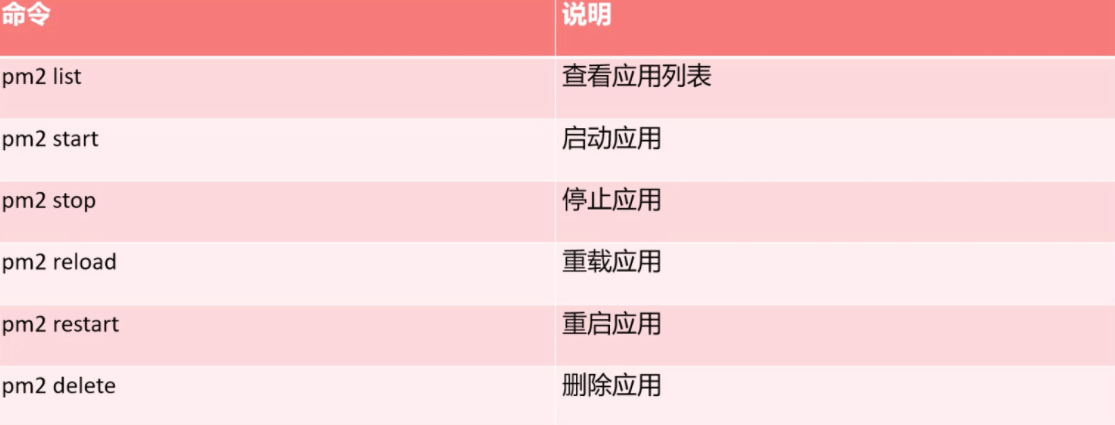 命令 说明
pm2 list 查看应用列表
pm2 start 启动应用
pm2 stop 停止应用
pm2 reload 重载应用
pm2 restart 重启应用
pm2 delete 删除应用